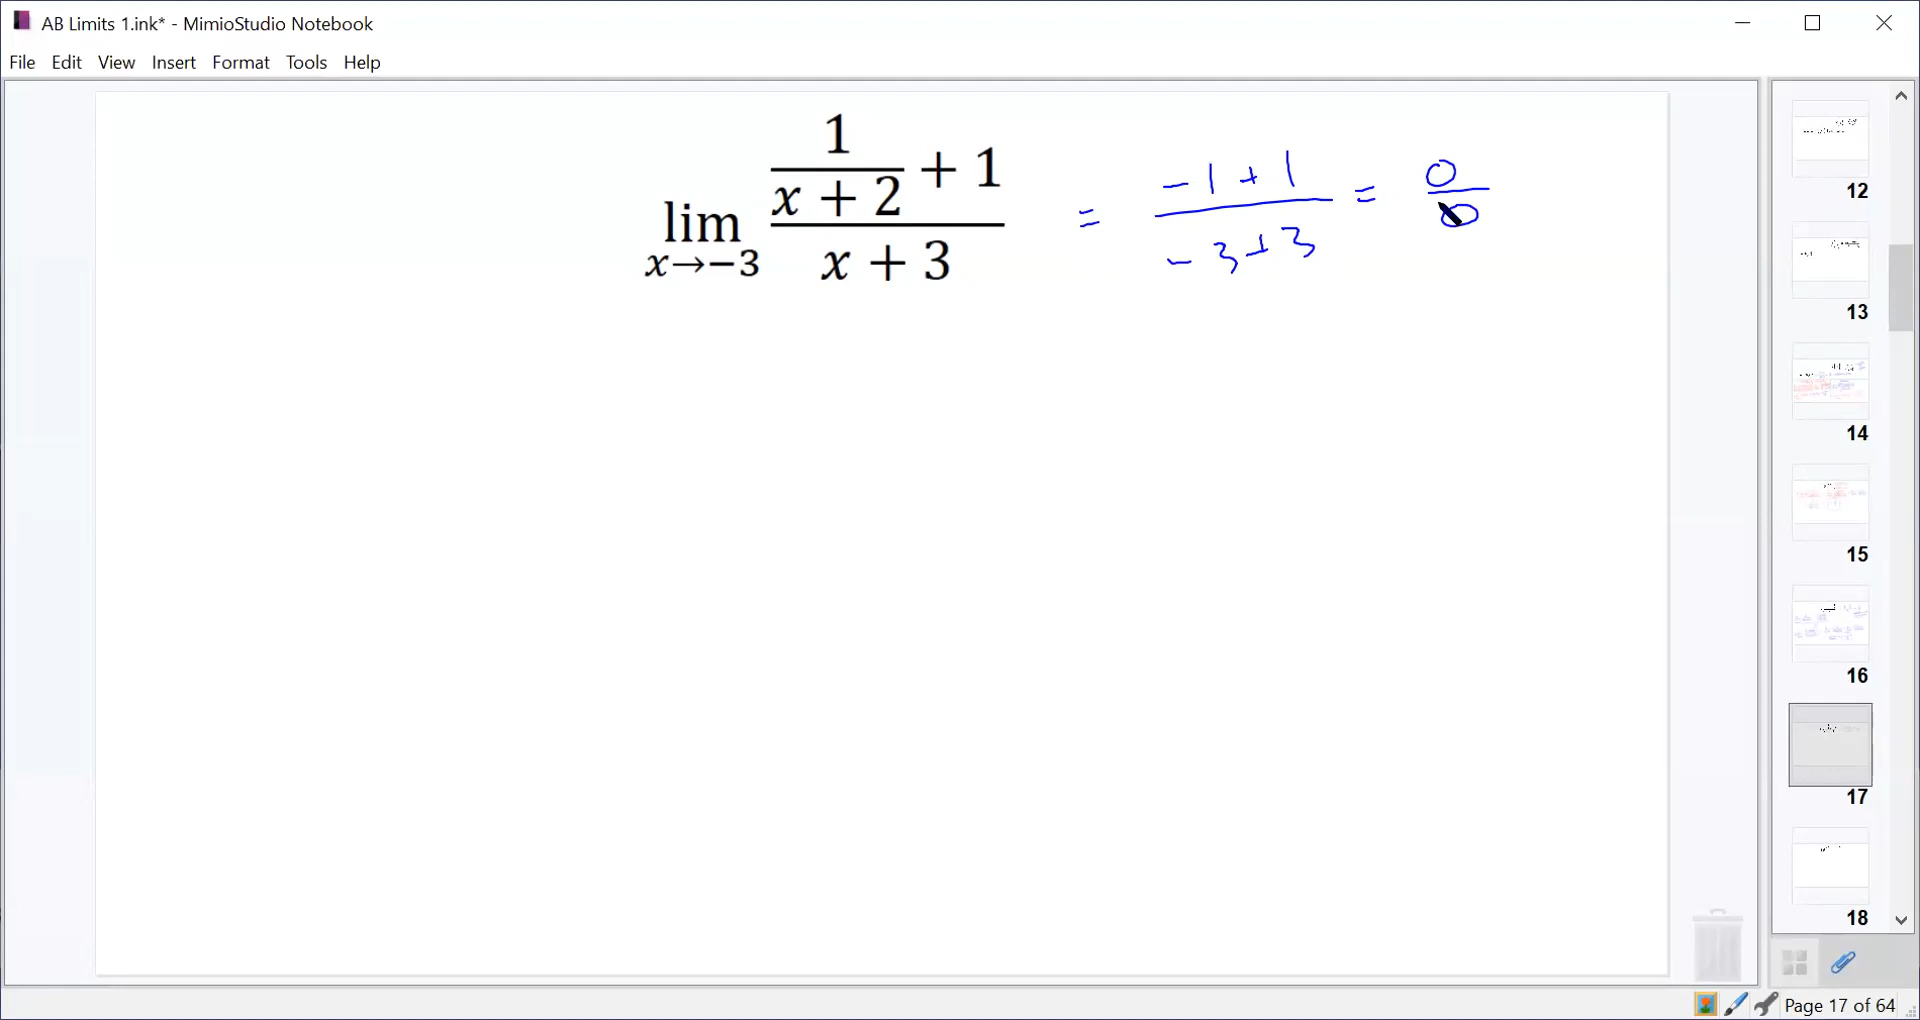 AB Limits 1.ink* - MimioStudio Notebook
File Edit View Insert Format Tools Help
lim x→−3 (1/(x + 2) + 1)/(x + 3) = (-1+1)/(-3+3) = 0/0
12
13
14
15
16
17
18
Page 17 of 64